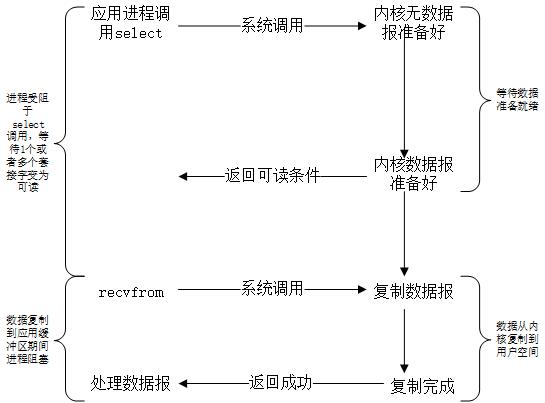 应用进程调
用select
系统调用
内核无数据
报准备好
进程受阻
于
select
调用，等
待1个或
者多个套
接字变为
可读
等待数据
准备就绪
返回可读条件
内核数据报
准备好
recvfrom
系统调用
复制数据报
数据复制
到应用缓
冲区期间
进程阻塞
数据从内
核复制到
用户空间
处理数据报
返回成功
复制完成